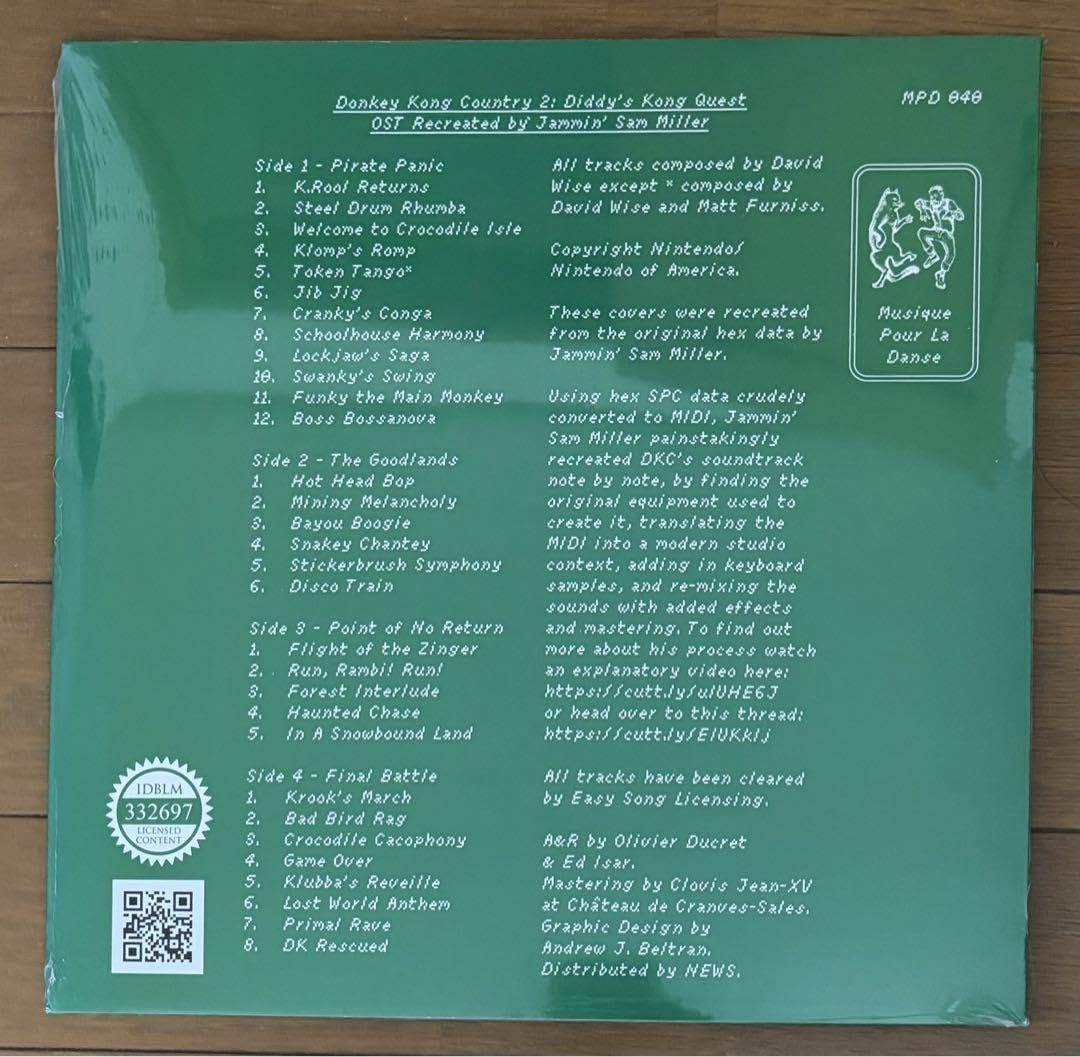 Donkey Kong Country 2: Diddy's Kong Quest
OST Recreated by Jammin' Sam Miller
MPD 040
Side 1 - Pirate Panic
1. K.Rool Returns
2. Steel Drum Rhumba
3. Welcome to Crocodile Isle
4. Klomp's Romp
5. Token Tango*
6. Jib Jig
7. Cranky's Conga
8. Schoolhouse Harmony
9. Lockjaw's Saga
10. Swanky's Swing
11. Funky the Main Monkey
12. Boss Bossanova
Side 2 - The Goodlands
1. Hot Head Bop
2. Mining Melancholy
3. Bayou Boogie
4. Snakey Chantey
5. Stickerbrush Symphony
6. Disco Train
Side 3 - Point of No Return
1. Flight of the Zinger
2. Run, Rambi! Run!
3. Forest Interlude
4. Haunted Chase
5. In A Snowbound Land
Side 4 - Final Battle
1. Krook's March
2. Bad Bird Rag
3. Crocodile Cacophony
4. Game Over
5. Klubba's Reveille
6. Lost World Anthem
7. Primal Rave
8. DK Rescued
All tracks composed by David
Wise except * composed by
David Wise and Matt Furniss.
Copyright Nintendo/
Nintendo of America.
These covers were recreated
from the original hex data by
Jammin' Sam Miller.
Using hex SPC data crudely
converted to MIDI, Jammin'
Sam Miller painstakingly
recreated DKC's soundtrack
note by note, by finding the
original equipment used to
create it, translating the
MIDI into a modern studio
context, adding in keyboard
samples, and re-mixing the
sounds with added effects
and mastering. To find out
more about his process watch
an explanatory video here:
https://cutt.ly/uIUHE6J
or head over to this thread:
https://cutt.ly/EIUKkIj
All tracks have been cleared
by Easy Song Licensing.
A&R by Olivier Ducret
& Ed Isar.
Mastering by Clovis Jean-XV
at Château de Cranves-Sales.
Graphic Design by
Andrew J. Beltran.
Distributed by NEWS.
Musique
Pour La
Danse
IDBLM
332697
LICENSED
CONTENT